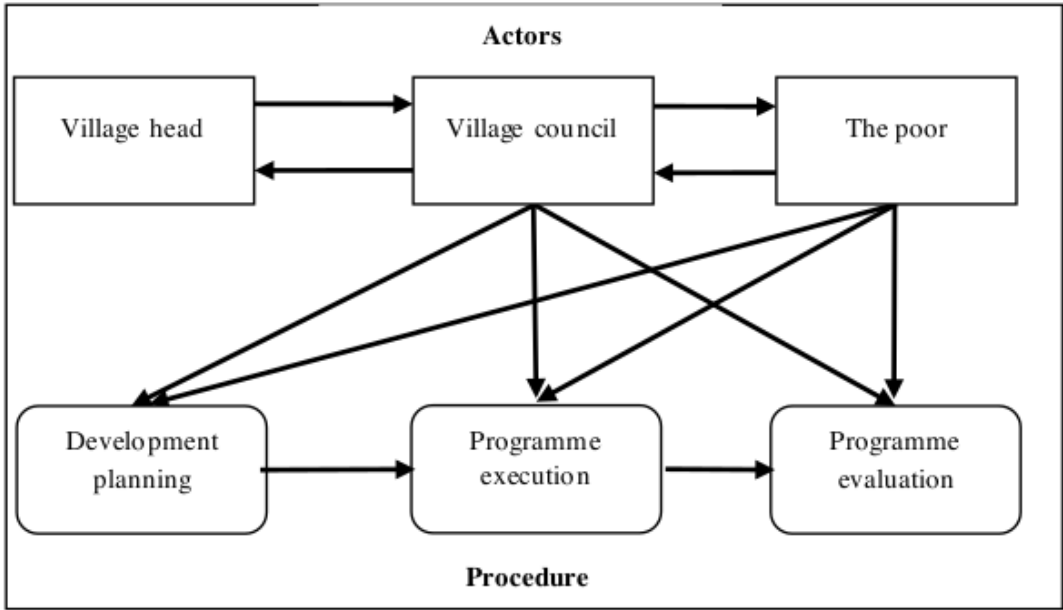 Actors
Village head
Village council
The poor
Development
planning
Programme
execution
Programme
evaluation
Procedure